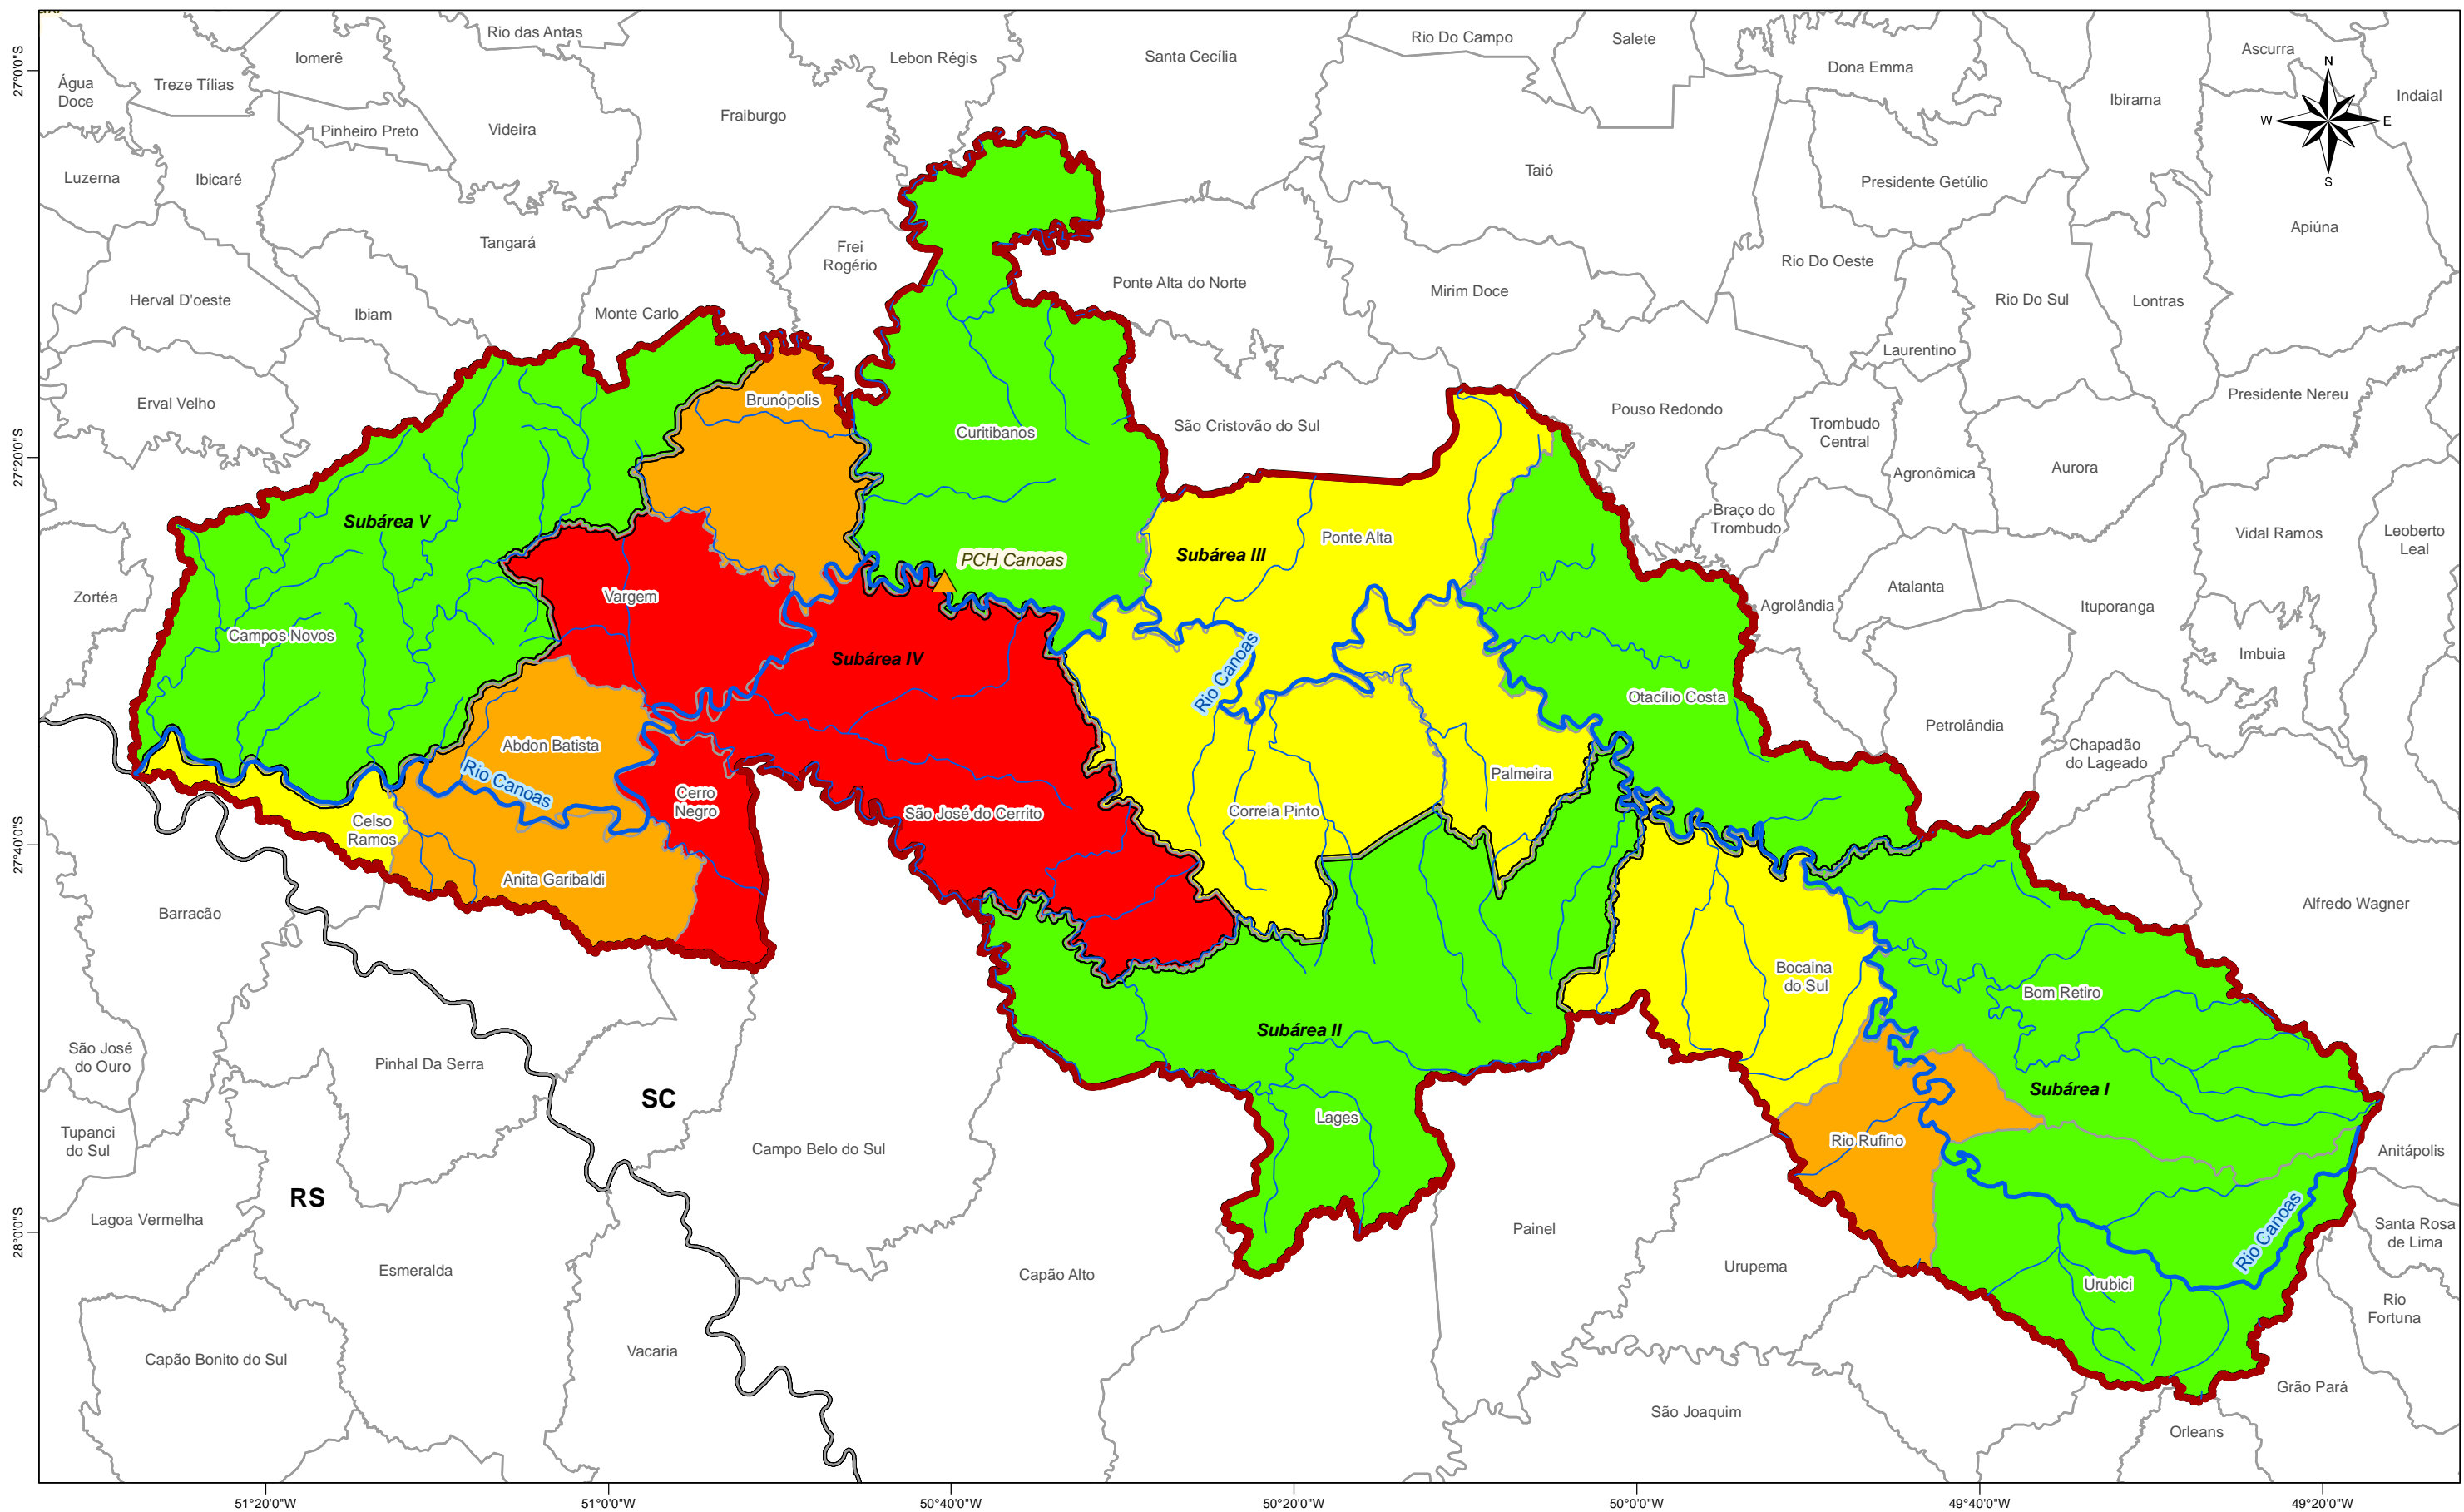 Rio das Antas
Iomerê
Lebon Régis
Santa Cecília
Rio Do Campo
Salete
Ascurra
N
27°0'0"S
Água
Doce
Treze Tílias
Dona Emma
Ibirama
Indaial
W
E
S
Pinheiro Preto
Videira
Fraiburgo
Luzerna
Ibicaré
Taió
Presidente Getúlio
Apiúna
Tangará
Frei
Rogério
Rio Do Oeste
Herval D'oeste
Ibiam
Monte Carlo
Ponte Alta do Norte
Mirim Doce
Rio Do Sul
Lontras
Laurentino
Erval Velho
Brunópolis
Curitibanos
São Cristovão do Sul
Pouso Redondo
Trombudo
Central
Presidente Nereu
27°20'0"S
Agronômica
Aurora
Subárea V
Subárea III
Ponte Alta
Braço do
Trombudo
Vidal Ramos
Leoberto
Leal
PCH Canoas
Zortéa
Vargem
Agrolândia
Atalanta
Ituporanga
Campos Novos
Subárea IV
Rio Canoas
Imbuia
Otacílio Costa
Petrolândia
Abdon Batista
Chapadão
do Lageado
Rio Canoas
Palmeira
Cerro
Negro
São José do Cerrito
Correia Pinto
Celso
Ramos
27°40'0"S
Anita Garibaldi
Barracão
Alfredo Wagner
Bocaina
do Sul
Bom Retiro
Subárea II
São José
do Ouro
Pinhal Da Serra
SC
Subárea I
Lages
Tupanci
do Sul
Campo Belo do Sul
Rio Rufino
Anitápolis
RS
Lagoa Vermelha
Painel
Rio Canoas
Santa Rosa
de Lima
28°0'0"S
Esmeralda
Capão Alto
Urupema
Urubici
Rio
Fortuna
Capão Bonito do Sul
Vacaria
Grão Pará
São Joaquim
Orleans
51°20'0"W
51°0'0"W
50°40'0"W
50°20'0"W
50°0'0"W
49°40'0"W
49°20'0"W